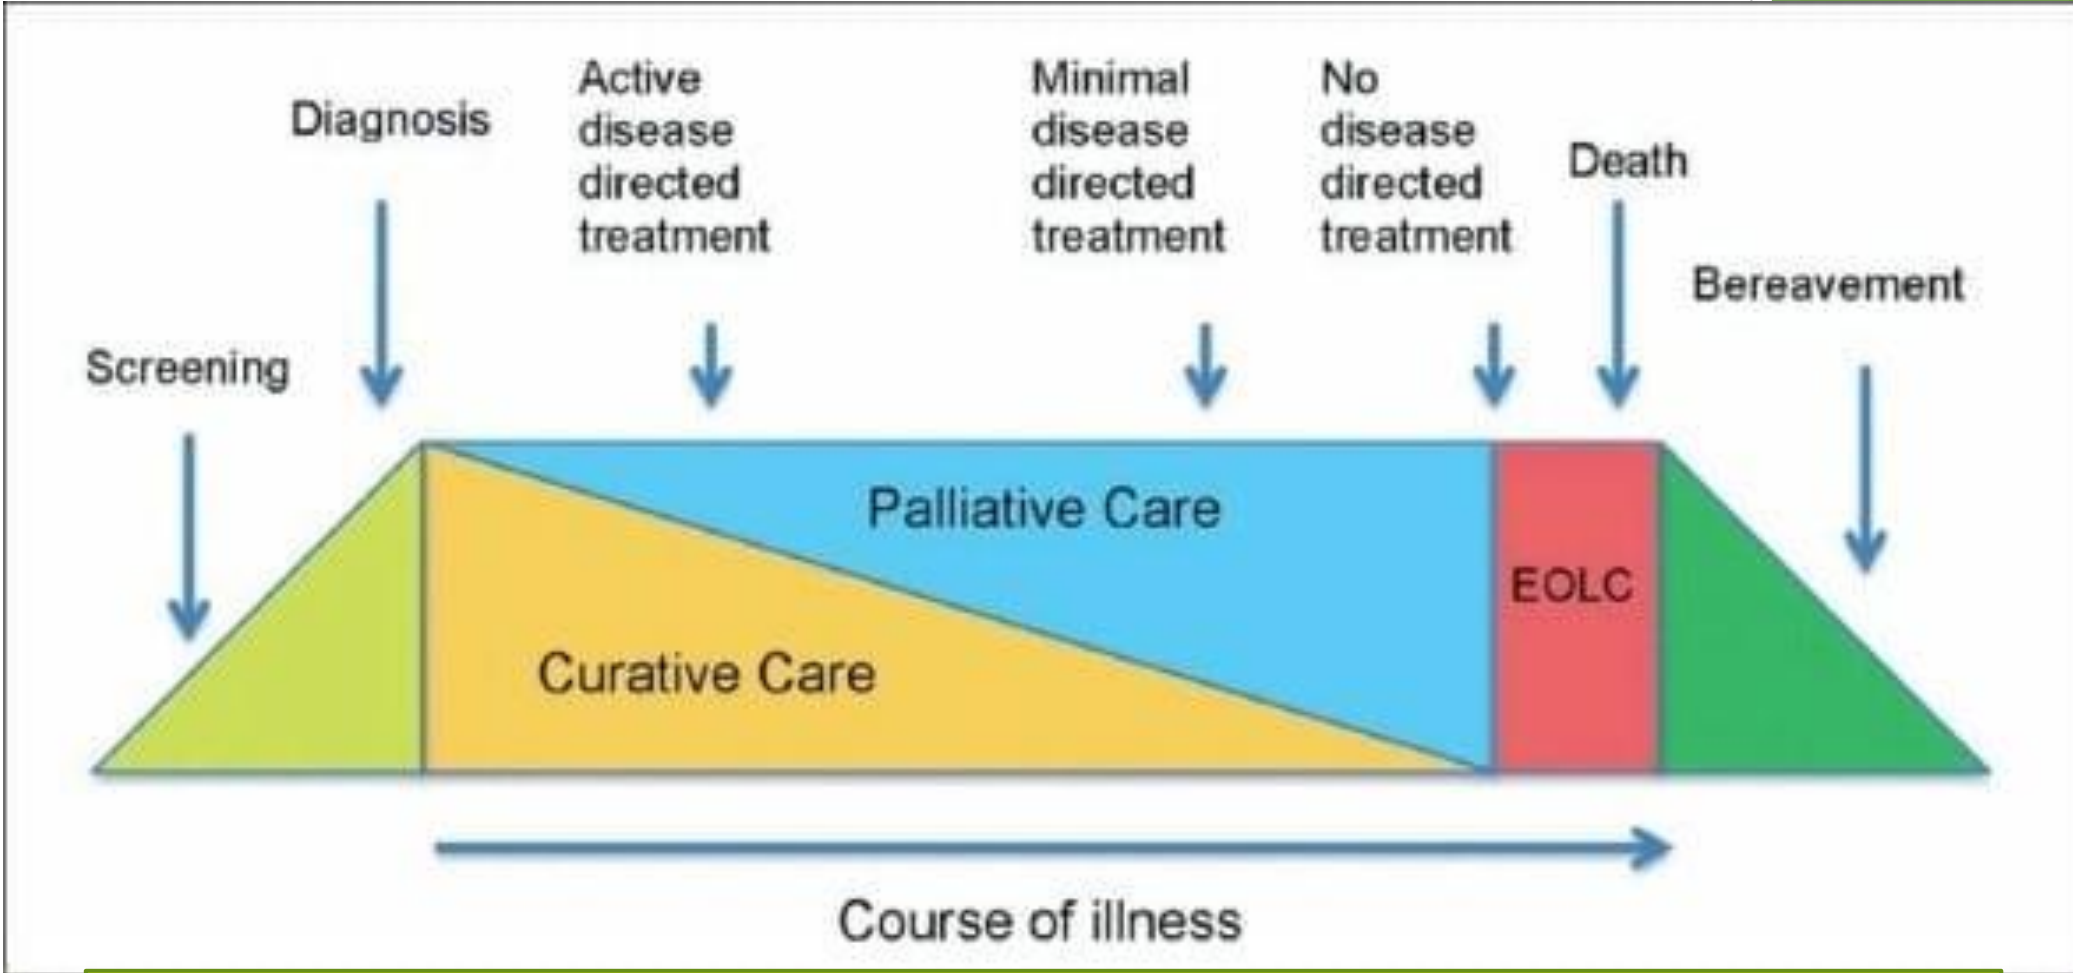 Diagnosis
Active
disease
directed
treatment
Minimal
disease
directed
treatment
No
disease
directed
treatment
Death
Bereavement
Screening
Palliative Care
EOLC
Curative Care
Course of illness